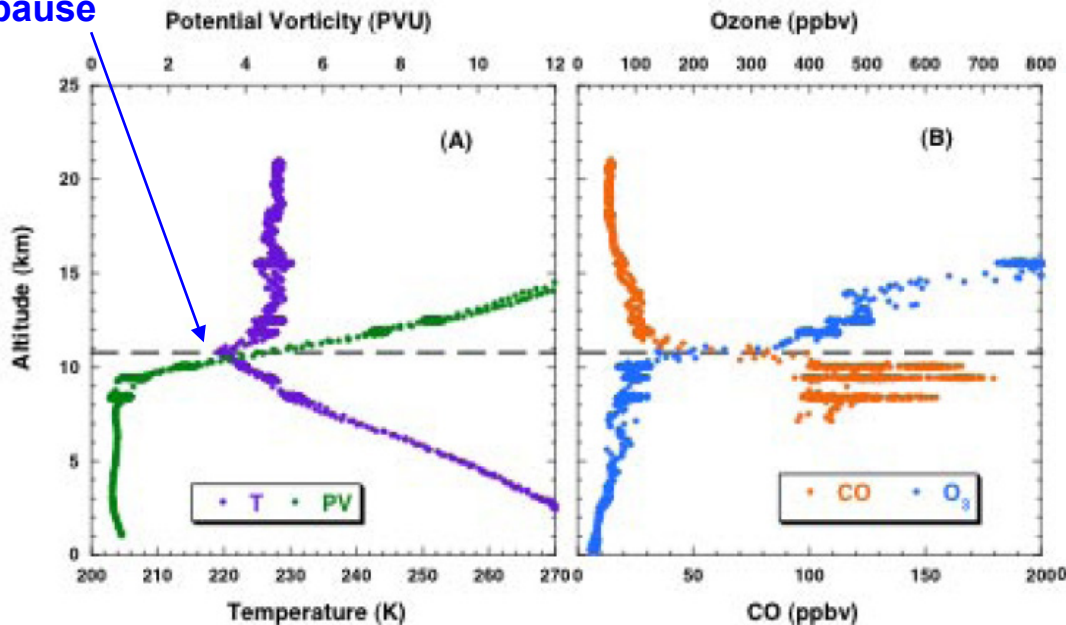 pause
Potential Vorticity (PVU)
0 2 4 6 8 10 12
Ozone (ppbv)
0 100 200 300 400 500 600 700 800
Altitude (km)
25
20
15
10
5
0
(A)
(B)
T PV
CO O3
200 210 220 230 240 250 260 270
0 50 100 150 2000
Temperature (K)
CO (ppbv)